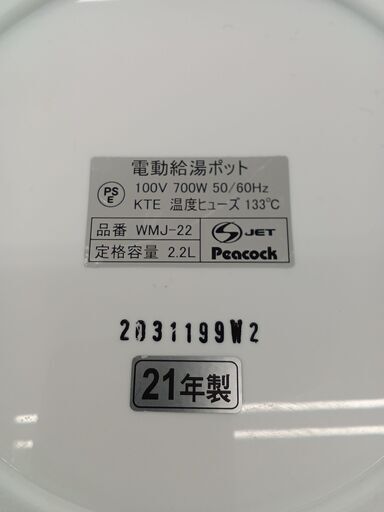 電動給湯ポット
PS
E
100V 700W 50/60Hz
KTE 温度ヒューズ 133℃
品番 WMJ-22
JET
定格容量 2.2L
Peacock
2031199W2
21年製